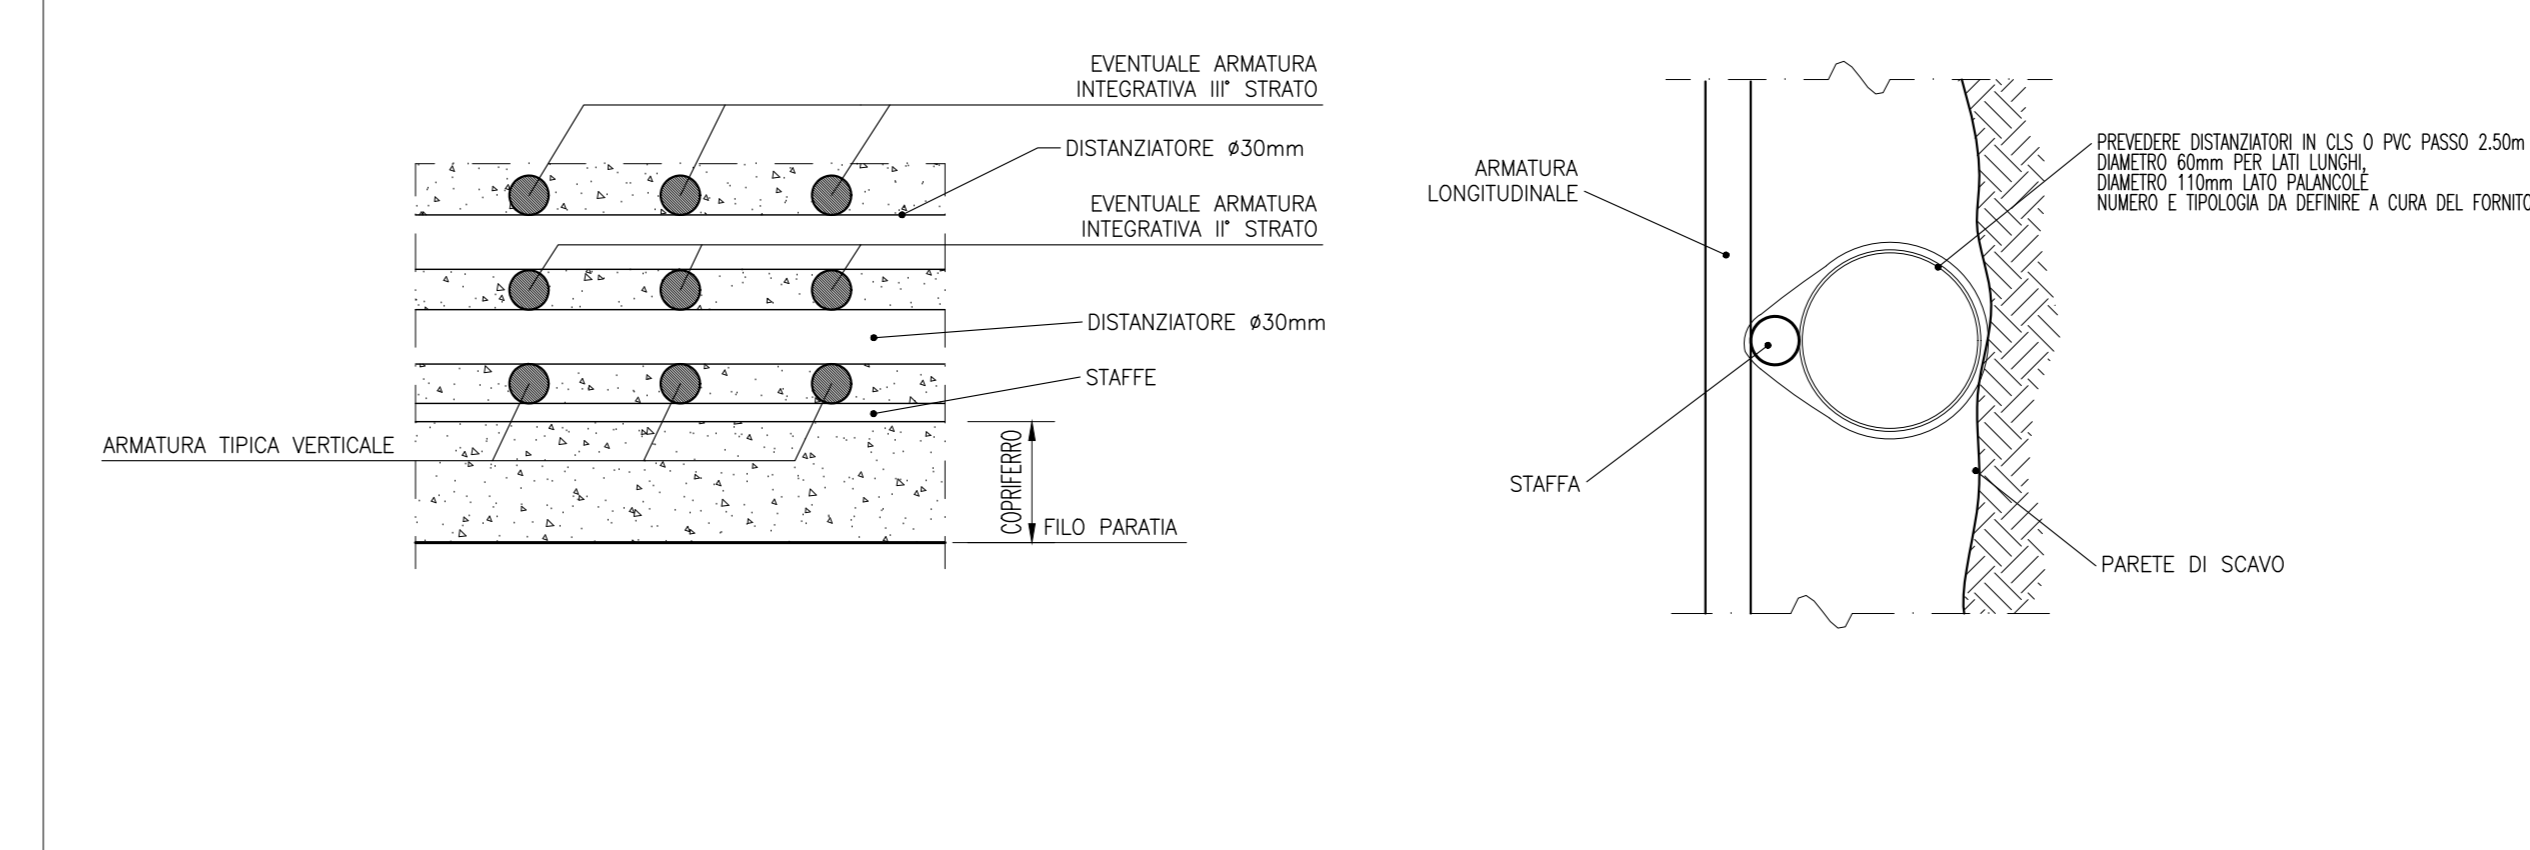 EVENTUALE ARMATURA
INTEGRATIVA III° STRATO
DISTANZIATORE ø30mm
EVENTUALE ARMATURA
INTEGRATIVA II° STRATO
DISTANZIATORE ø30mm
STAFFE
ARMATURA TIPICA VERTICALE
COPRIFERRO
FILO PARATIA
ARMATURA
LONGITUDINALE
PREVEDERE DISTANZIATORI IN CLS O PVC PASSO 2.50m
DIAMETRO 60mm PER LATI LUNGHI,
DIAMETRO 110mm LATO PALANCOLE
NUMERO E TIPOLOGIA DA DEFINIRE A CURA DEL FORNITO
STAFFA
PARETE DI SCAVO